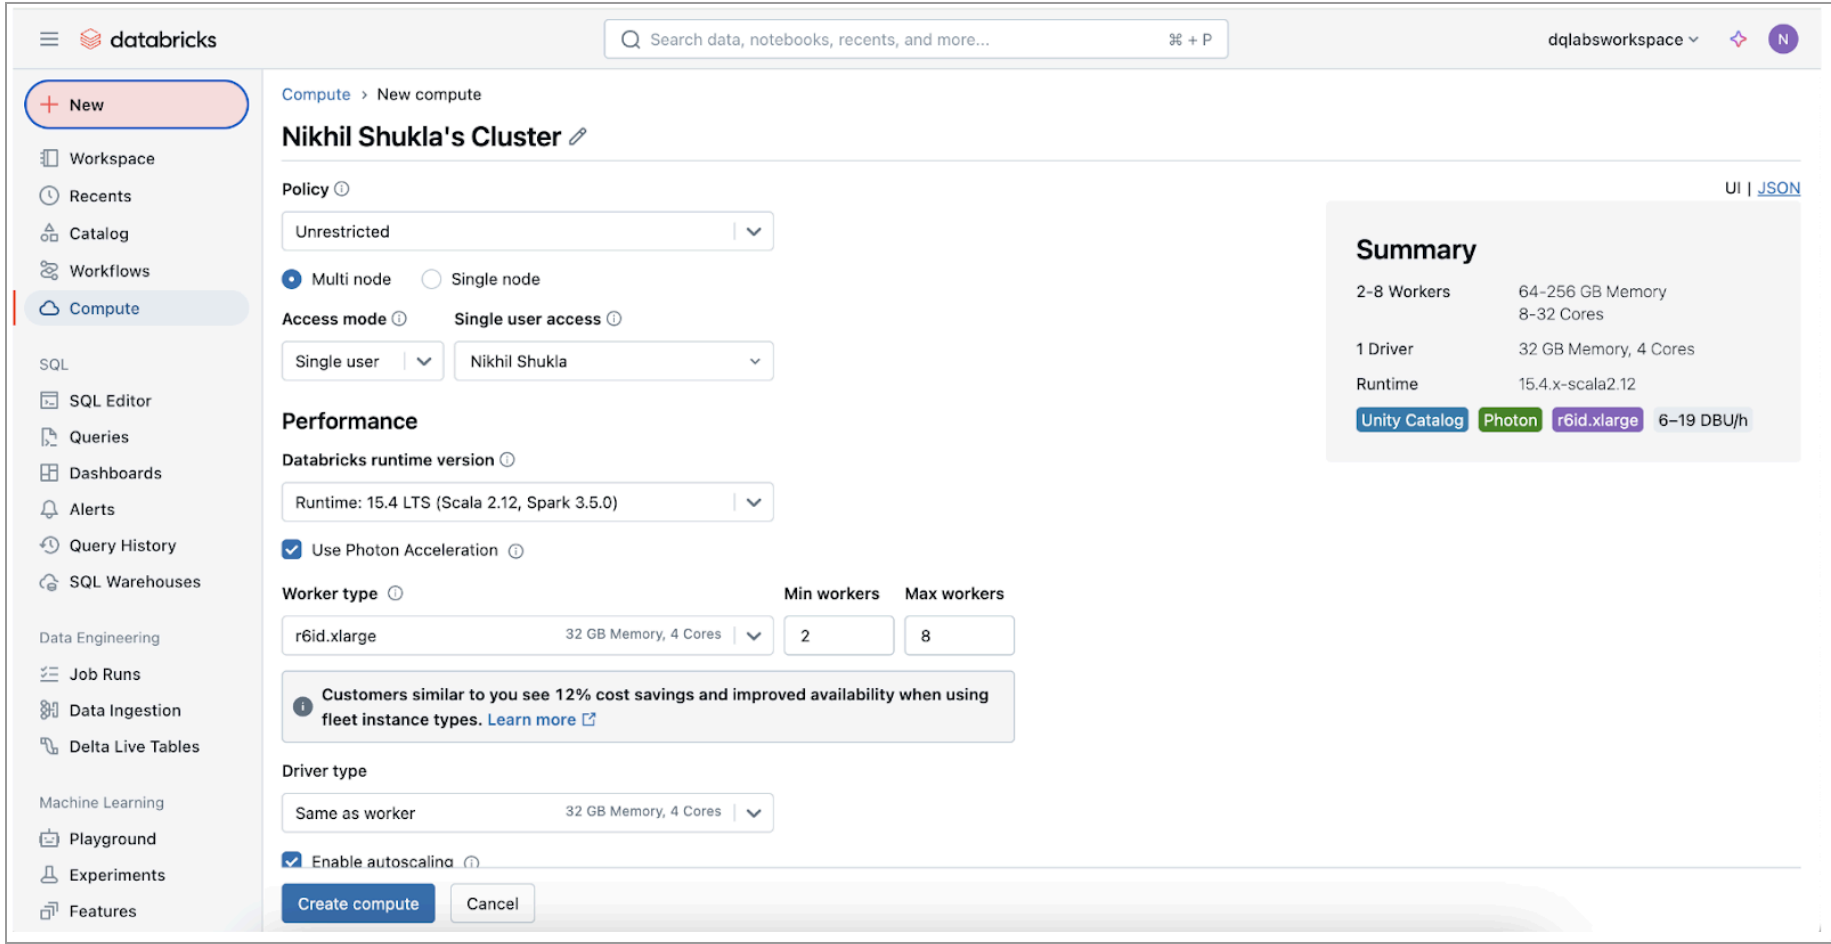 databricks
Search data, notebooks, recents, and more...
⌘ + P
dqlabsworkspace
N
New
Workspace
Recents
Catalog
Workflows
Compute
SQL
SQL Editor
Queries
Dashboards
Alerts
Query History
SQL Warehouses
Data Engineering
Job Runs
Data Ingestion
Delta Live Tables
Machine Learning
Playground
Experiments
Features
Compute › New compute
Nikhil Shukla's Cluster
Policy
Unrestricted
Multi node Single node
Access mode Single user access
Single user Nikhil Shukla
Performance
Databricks runtime version
Runtime: 15.4 LTS (Scala 2.12, Spark 3.5.0)
Use Photon Acceleration
Worker type Min workers Max workers
r6id.xlarge 32 GB Memory, 4 Cores 2 8
Customers similar to you see 12% cost savings and improved availability when using
fleet instance types. Learn more
Driver type
Same as worker 32 GB Memory, 4 Cores
Enable autoscaling
Create compute Cancel
UI | JSON
Summary
2-8 Workers 64-256 GB Memory
8-32 Cores
1 Driver 32 GB Memory, 4 Cores
Runtime 15.4.x-scala2.12
Unity Catalog Photon r6id.xlarge 6–19 DBU/h